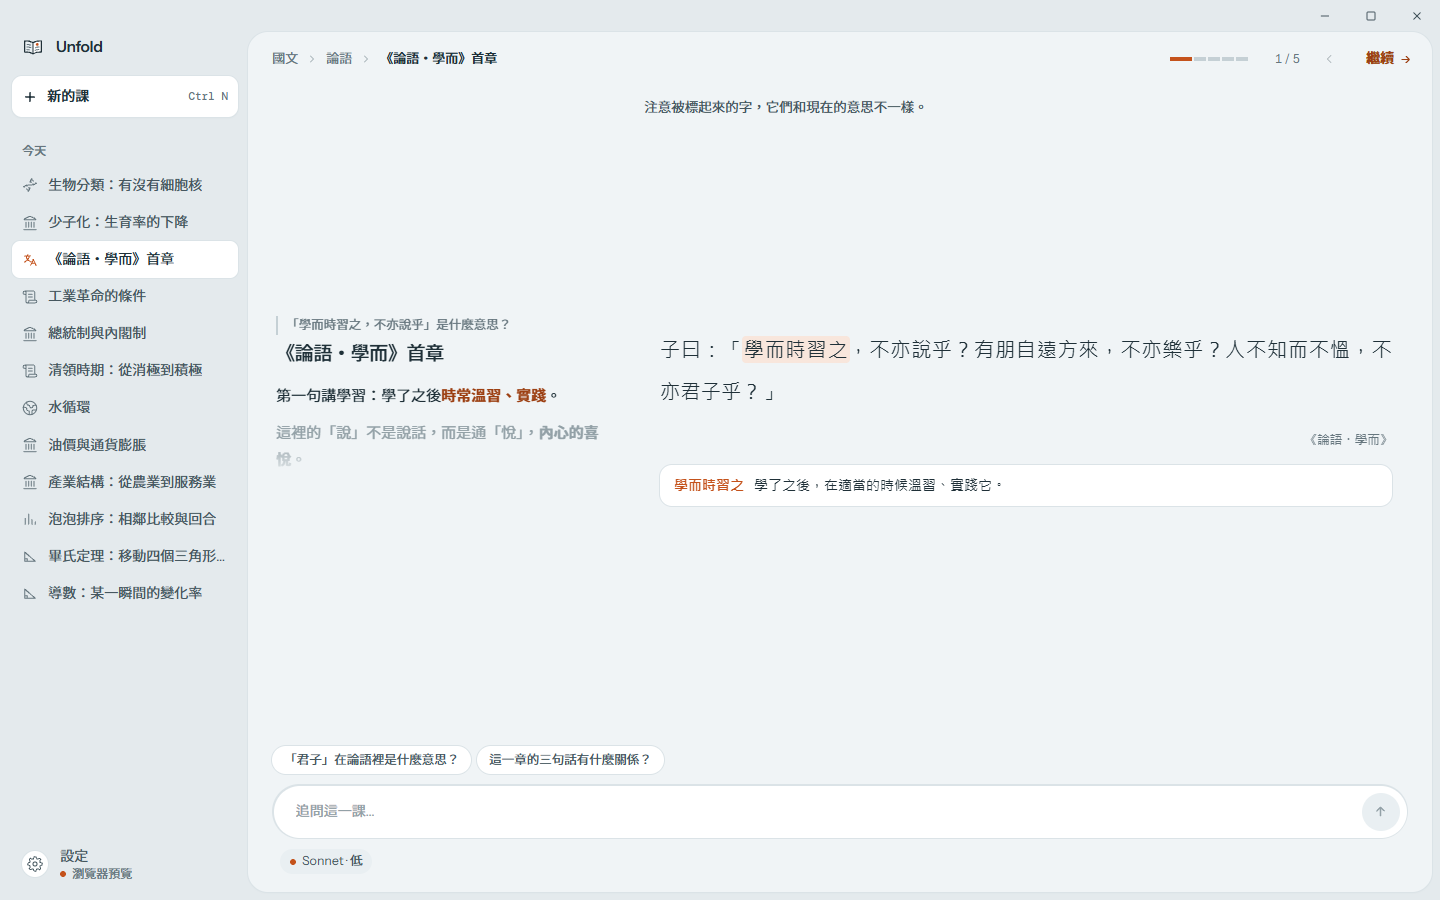 Unfold
新的課 Ctrl N
今天
生物分類：有沒有細胞核
少子化：生育率的下降
《論語・學而》首章
工業革命的條件
總統制與內閣制
清領時期：從消極到積極
水循環
油價與通貨膨脹
產業結構：從農業到服務業
泡泡排序：相鄰比較與回合
畢氏定理：移動四個三角形...
導數：某一瞬間的變化率
設定
瀏覽器預覽
國文 › 論語 › 《論語・學而》首章
1 / 5
繼續 →
注意被標起來的字，它們和現在的意思不一樣。
「學而時習之，不亦說乎」是什麼意思？
《論語・學而》首章
第一句講學習：學了之後時常溫習、實踐。
這裡的「說」不是說話，而是通「悅」，內心的喜
悅。
子曰：「學而時習之，不亦說乎？有朋自遠方來，不亦樂乎？人不知而不慍，不
亦君子乎？」
《論語・學而》
學而時習之 學了之後，在適當的時候溫習、實踐它。
「君子」在論語裡是什麼意思？
這一章的三句話有什麼關係？
追問這一課...
Sonnet · 低